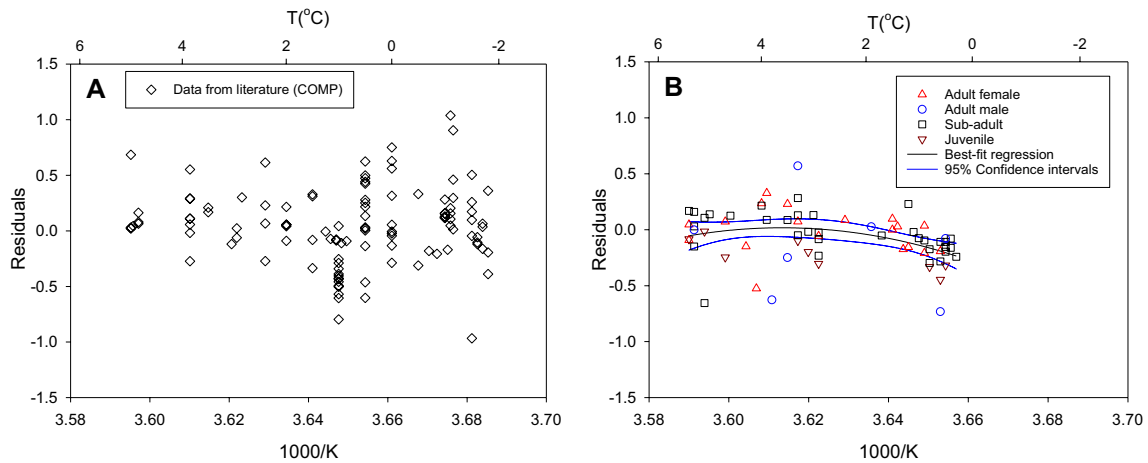 T(°C)
6 4 2 0 -2
1.5
1.0
0.5
0.0
-0.5
-1.0
-1.5
Residuals
A
Data from literature (COMP)
3.58 3.60 3.62 3.64 3.66 3.68 3.70
1000/K
T(°C)
6 4 2 0 -2
1.5
1.0
0.5
0.0
-0.5
-1.0
-1.5
Residuals
B
Adult female
Adult male
Sub-adult
Juvenile
Best-fit regression
95% Confidence intervals
3.58 3.60 3.62 3.64 3.66 3.68 3.70
1000/K